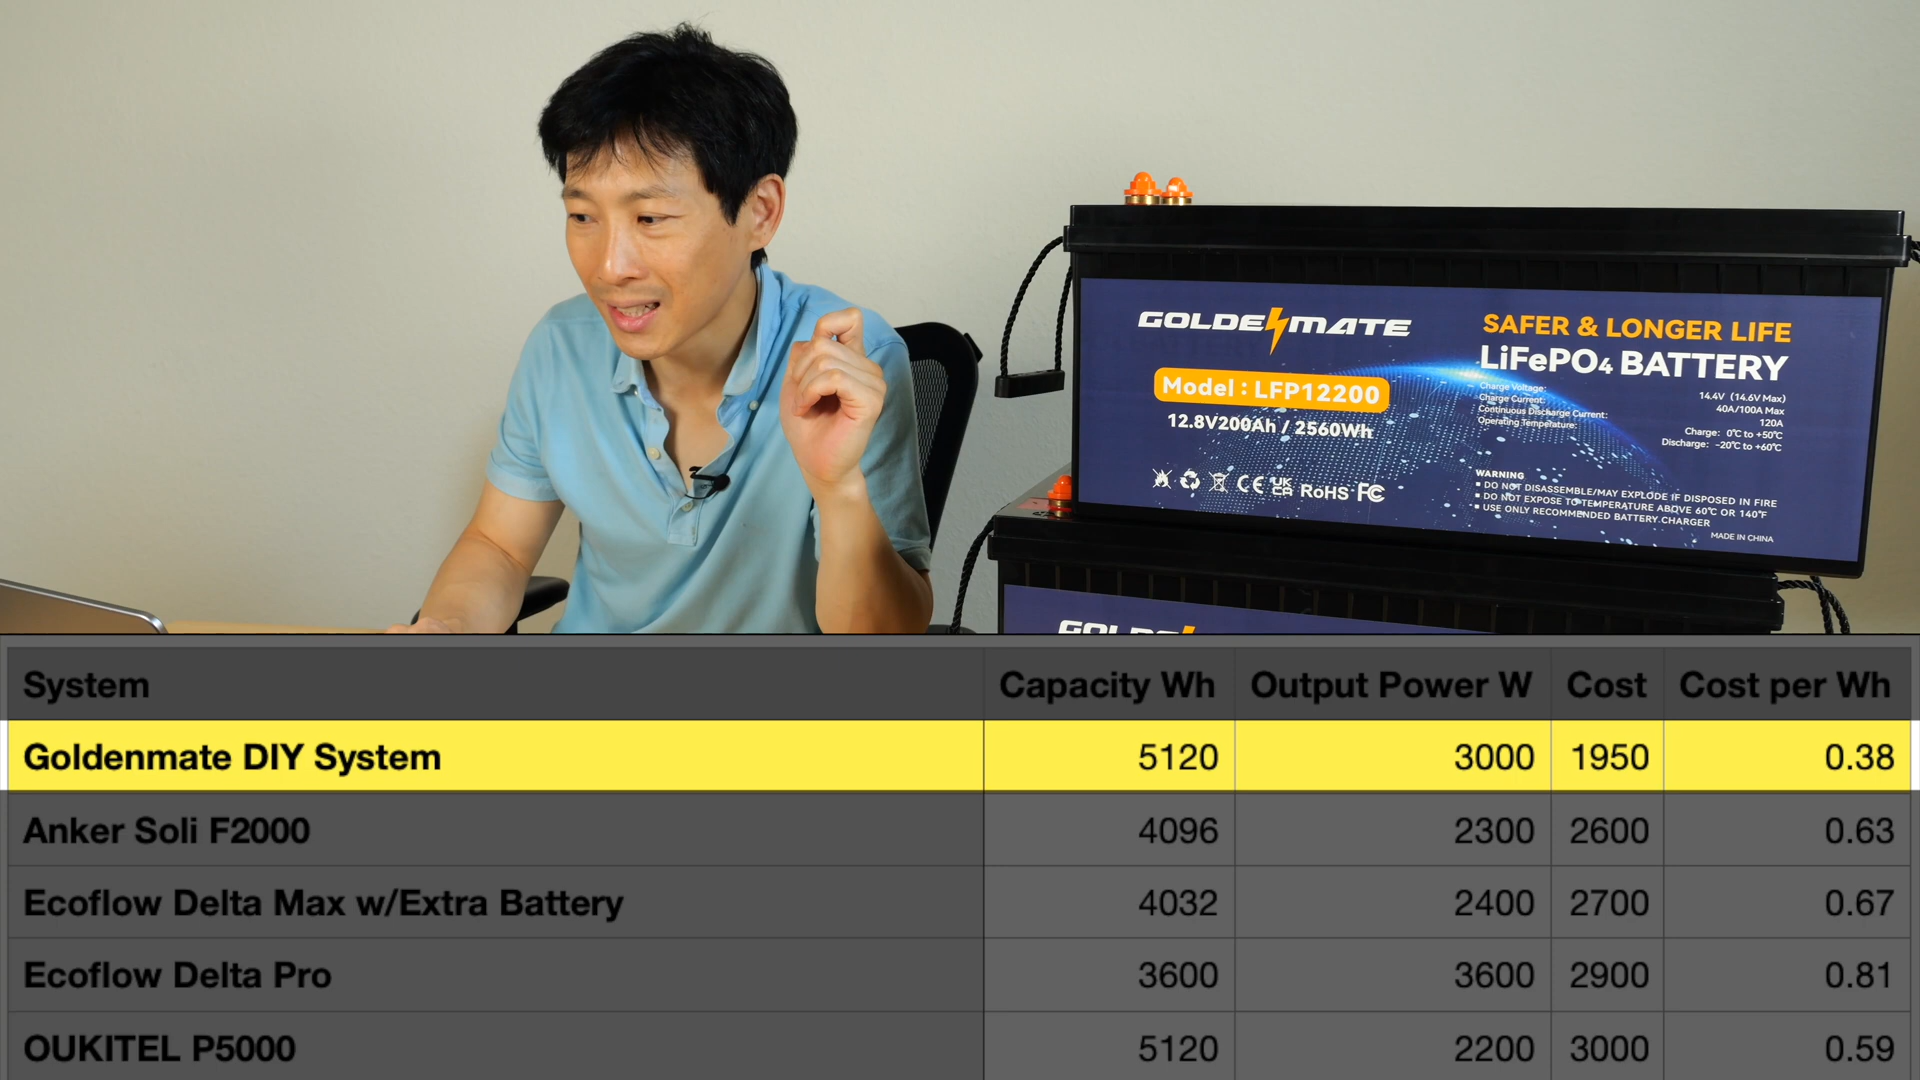 GOLDENMATE
SAFER & LONGER LIFE
LiFePO4 BATTERY
Model : LFP12200
12.8V200Ah / 2560Wh
Charge Voltage: 14.4V (14.6V Max)
Charge Current: 40A/100A Max
Continuous Discharge Current: 120A
Operating Temperature: Charge: 0℃ to +50℃
Discharge: -20℃ to +60℃
CE UK CA RoHS FC
WARNING
▪ DO NOT DISASSEMBLE/MAY EXPLODE IF DISPOSED IN FIRE
▪ DO NOT EXPOSE TO TEMPERATURE ABOVE 60℃ OR 140℉
▪ USE ONLY RECOMMENDED BATTERY CHARGER
MADE IN CHINA
System Capacity Wh Output Power W Cost Cost per Wh
Goldenmate DIY System 5120 3000 1950 0.38
Anker Soli F2000 4096 2300 2600 0.63
Ecoflow Delta Max w/Extra Battery 4032 2400 2700 0.67
Ecoflow Delta Pro 3600 3600 2900 0.81
OUKITEL P5000 5120 2200 3000 0.59